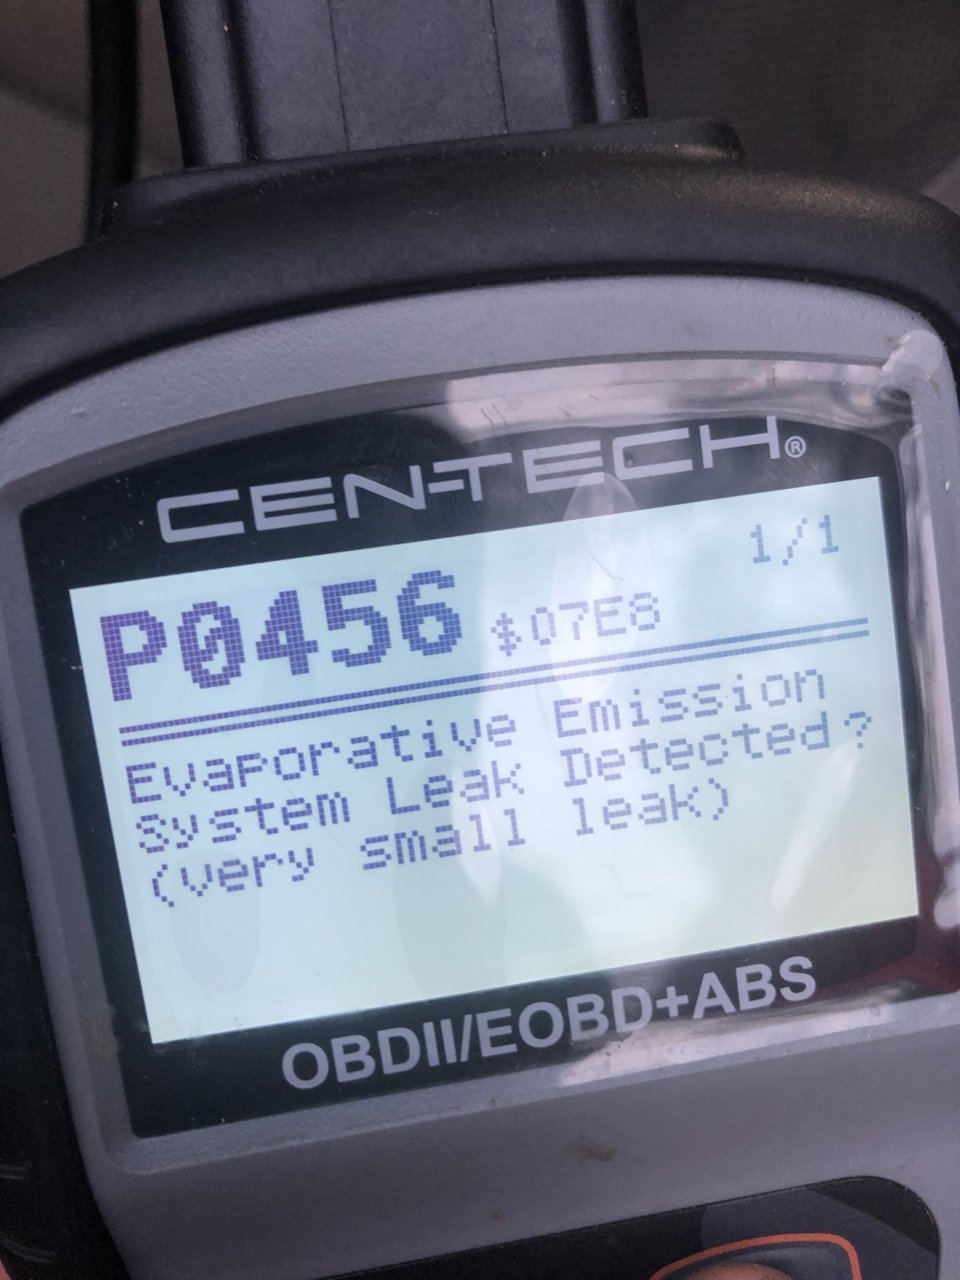 CEN-TECH®
P0456 $07E8 1/1
Evaporative Emission
System Leak Detected?
(very small leak)
OBDII/EOBD+ABS